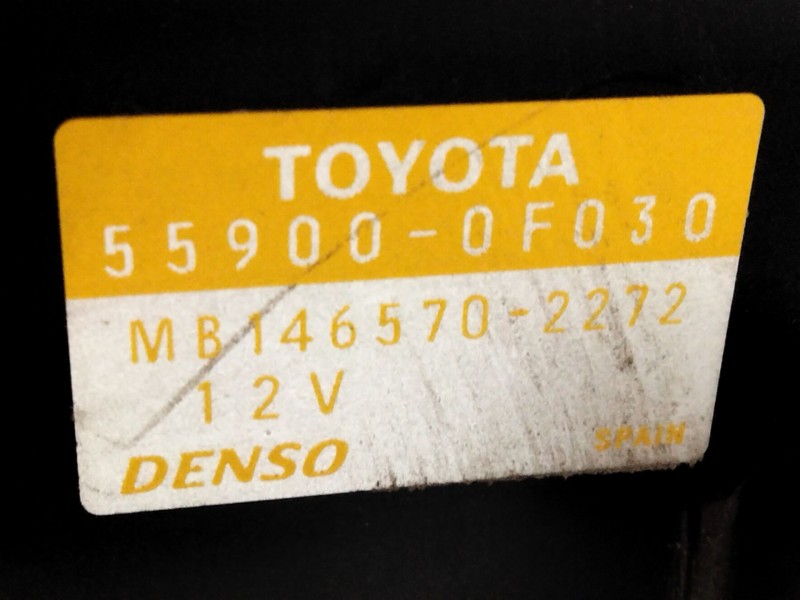 TOYOTA
55900-0F030
MB146570-2272
12V
DENSO SPAIN